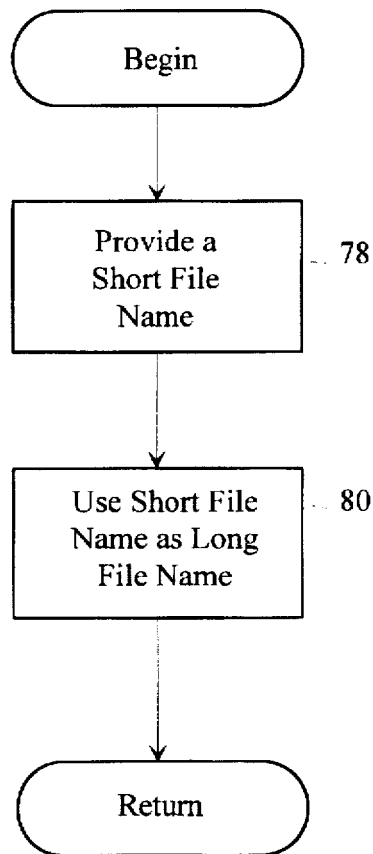 Begin
Provide a
Short File
Name
78
Use Short File
Name as Long
File Name
80
Return